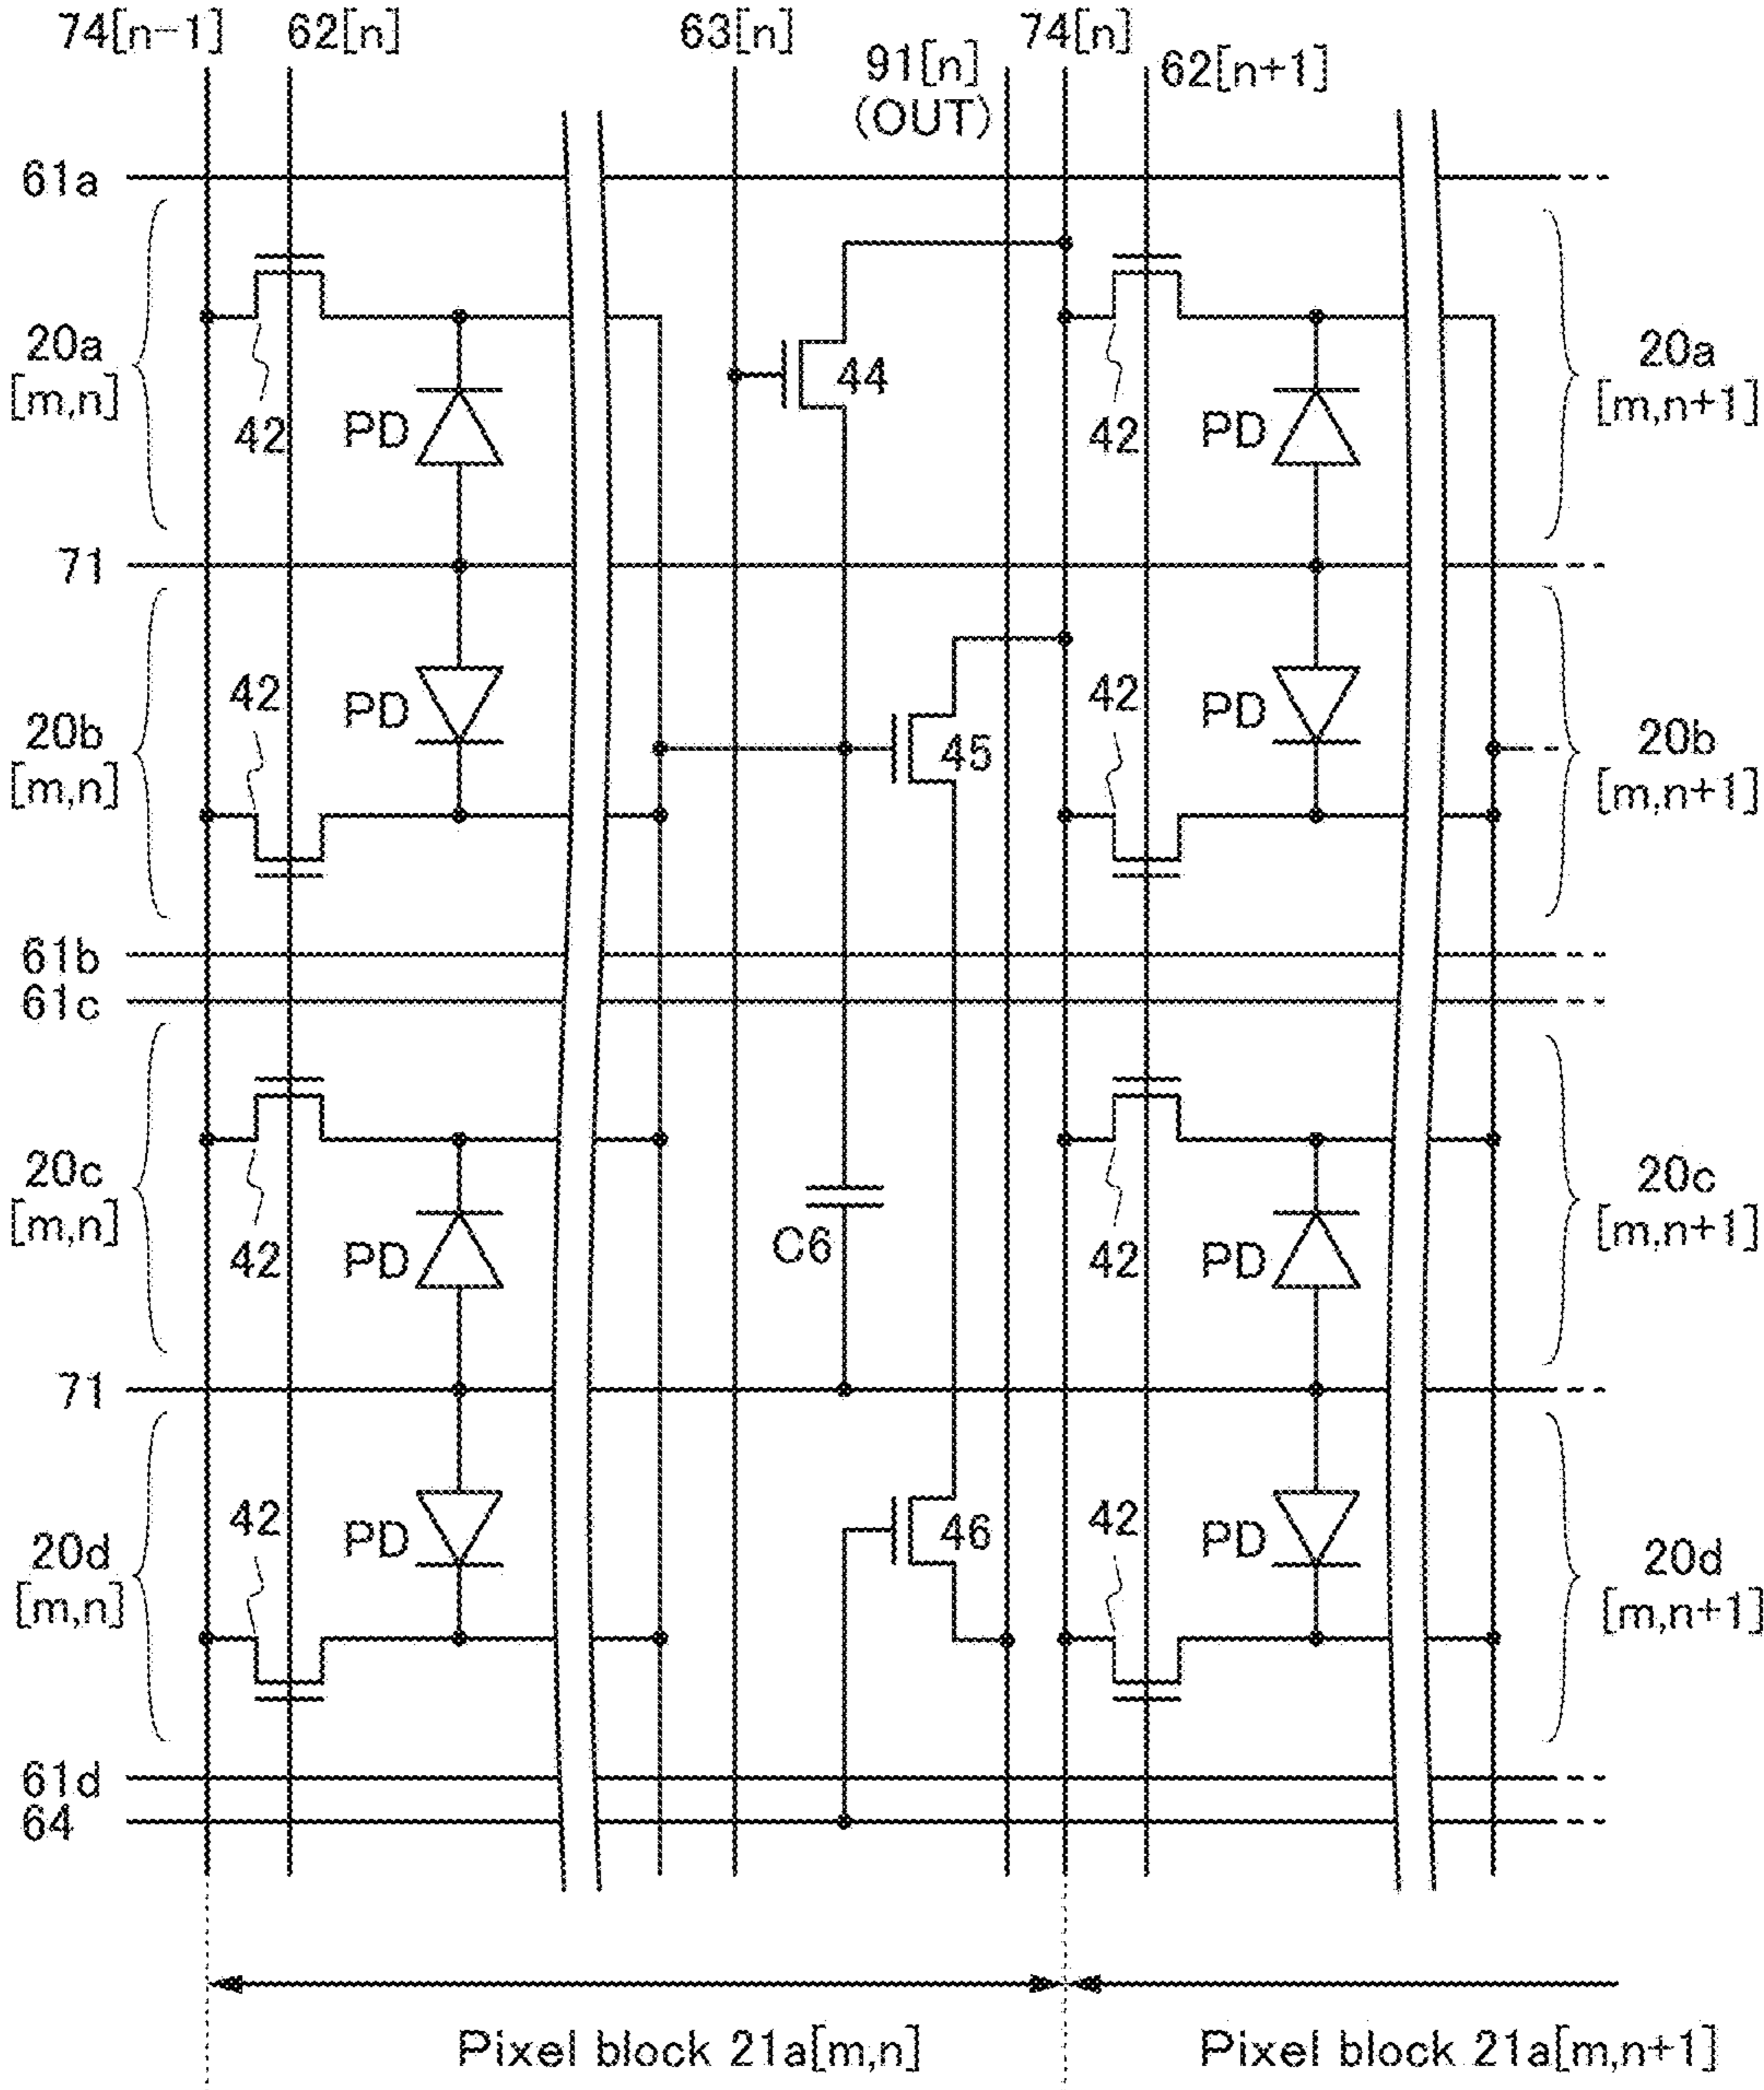 74[n-1] 62[n] 63[n] 74[n]
91[n] 62[n+1]
(OUT)
61a
20a 44 20a
[m,n] 42 PD 42 PD [m,n+1]
71
42 PD 42 PD
20b 45 20b
[m,n] [m,n+1]
61b
61c
20c 20c
[m,n] 42 PD C6 42 PD [m,n+1]
71
42 PD 46 42 PD
20d 20d
[m,n] [m,n+1]
61d
64
Pixel block 21a[m,n] Pixel block 21a[m,n+1]